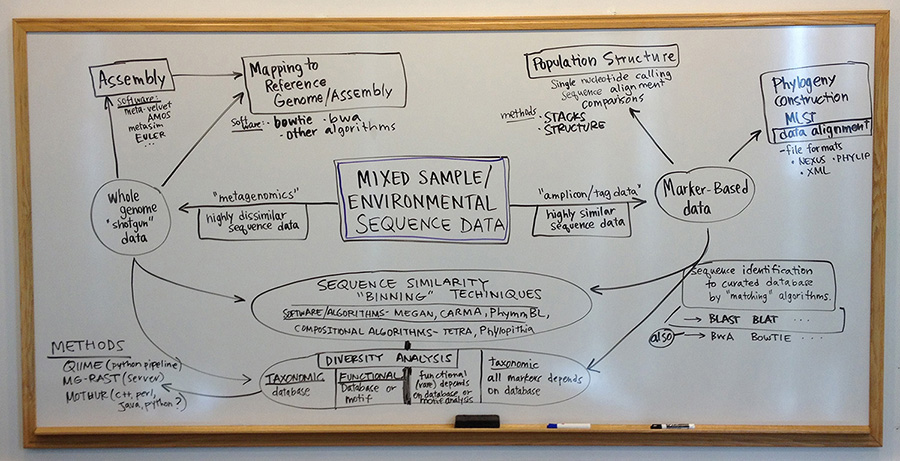 Assembly
software:
meta-velvet
AMOS
metasim
EULER
...
Mapping to
Reference
Genome/Assembly
Software: · bowtie · bwa
· other algorithms
Population Structure
Single nucleotide calling
sequence alignment
comparisons
methods · STACKS
· STRUCTURE
Phylogeny
construction
MLST
data alignment
- file formats
· NEXUS · PHYLIP
· XML
Whole
genome
"shotgun"
data
"metagenomics"
highly dissimilar
sequence data
MIXED SAMPLE/
ENVIRONMENTAL
SEQUENCE DATA
"amplicon/tag data"
highly similar
sequence data
Marker-Based
data
SEQUENCE SIMILARITY
"BINNING" TECHINIQUES
SOFTWARE/ALGORITHMS- MEGAN, CARMA, PhymmBL,
COMPOSITIONAL ALGORITHMS- TETRA, Phylopithia
sequence identification
to curated database
by "matching" algorithms.
BLAST BLAT ...
also
BWA BOWTIE ...
METHODS
QIIME (python pipeline)
MG-RAST (server)
MOTHUR (c++, perl,
java, python?)
DIVERSITY ANALYSIS
TAXONOMIC
database
FUNCTIONAL
Database or
motif
functional
(rare) depends
on database or
motif analysis
taxonomic
all markers depends
on database